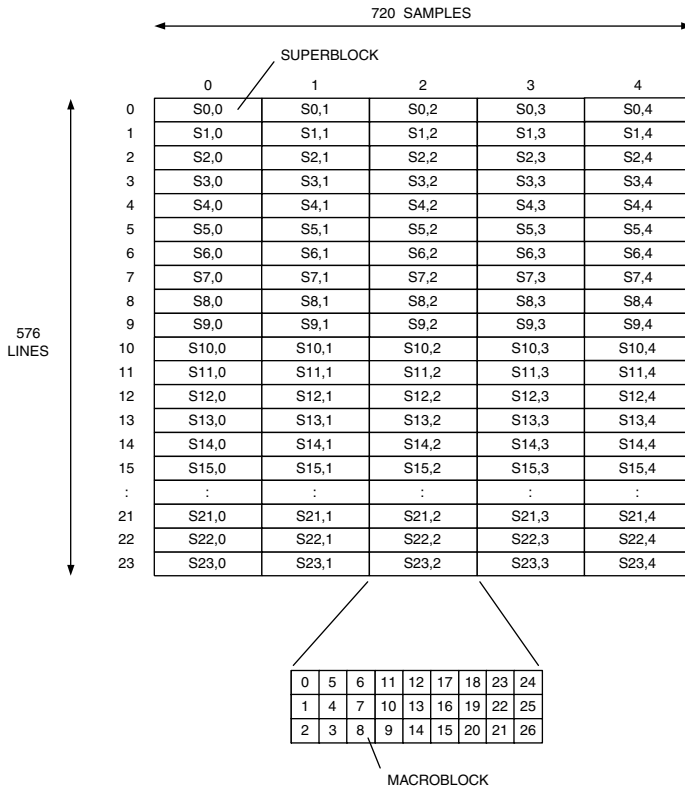 720 SAMPLES
SUPERBLOCK
0 1 2 3 4
0 S0,0 S0,1 S0,2 S0,3 S0,4
1 S1,0 S1,1 S1,2 S1,3 S1,4
2 S2,0 S2,1 S2,2 S2,3 S2,4
3 S3,0 S3,1 S3,2 S3,3 S3,4
4 S4,0 S4,1 S4,2 S4,3 S4,4
5 S5,0 S5,1 S5,2 S5,3 S5,4
6 S6,0 S6,1 S6,2 S6,3 S6,4
7 S7,0 S7,1 S7,2 S7,3 S7,4
8 S8,0 S8,1 S8,2 S8,3 S8,4
9 S9,0 S9,1 S9,2 S9,3 S9,4
576
LINES
10 S10,0 S10,1 S10,2 S10,3 S10,4
11 S11,0 S11,1 S11,2 S11,3 S11,4
12 S12,0 S12,1 S12,2 S12,3 S12,4
13 S13,0 S13,1 S13,2 S13,3 S13,4
14 S14,0 S14,1 S14,2 S14,3 S14,4
15 S15,0 S15,1 S15,2 S15,3 S15,4
: : : : : :
21 S21,0 S21,1 S21,2 S21,3 S21,4
22 S22,0 S22,1 S22,2 S22,3 S22,4
23 S23,0 S23,1 S23,2 S23,3 S23,4
0 5 6 11 12 17 18 23 24
1 4 7 10 13 16 19 22 25
2 3 8 9 14 15 20 21 26
MACROBLOCK